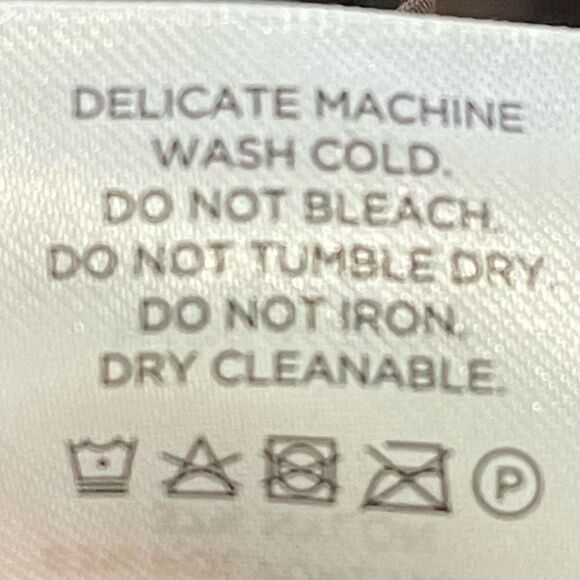 DELICATE MACHINE
WASH COLD.
DO NOT BLEACH.
DO NOT TUMBLE DRY.
DO NOT IRON.
DRY CLEANABLE.
P